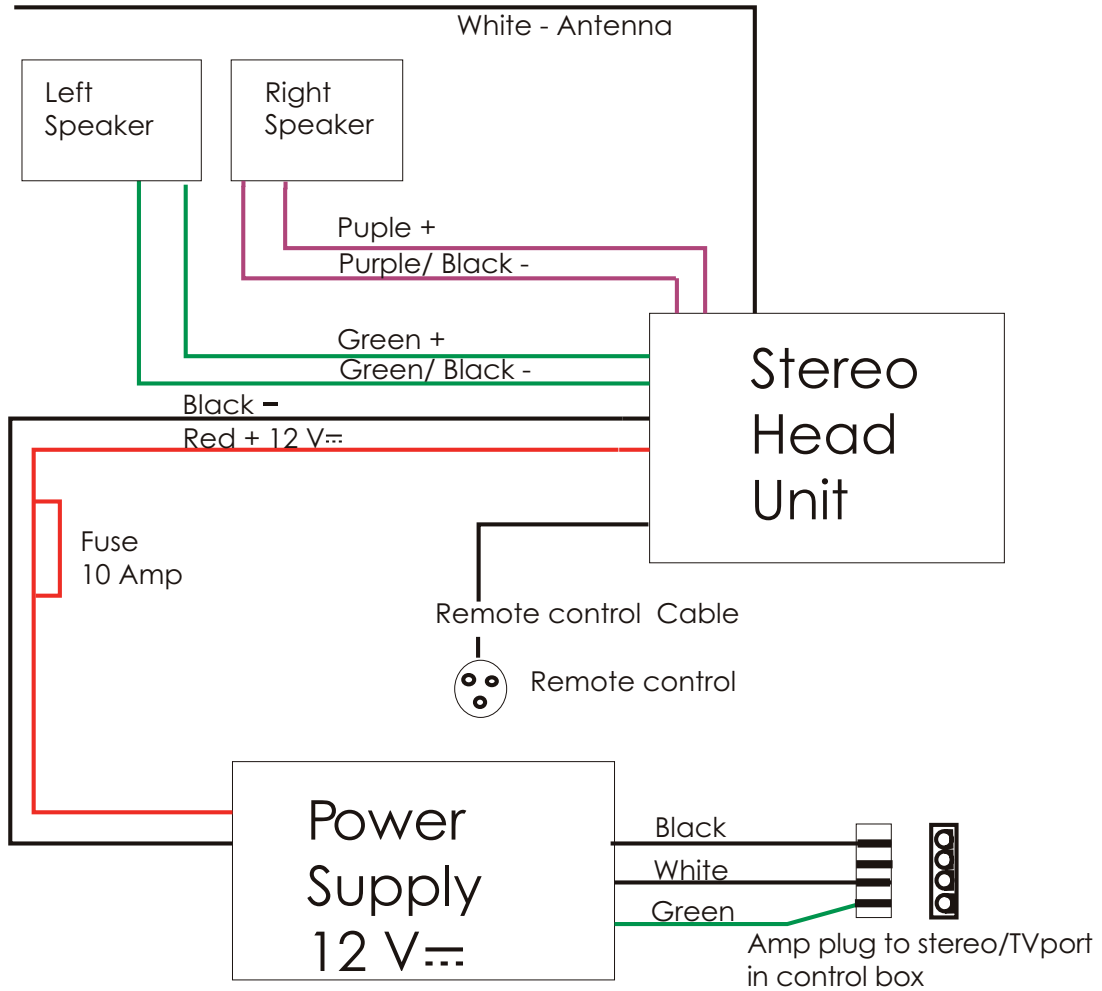 White - Antenna
Left
Speaker
Right
Speaker
Puple +
Purple/ Black -
Green +
Green/ Black -
Black −
Red + 12 V⎓
Stereo
Head
Unit
Fuse
10 Amp
Remote control  Cable
Remote control
Power
Supply
12 V⎓
Black
White
Green
Amp plug to stereo/TVport
in control box